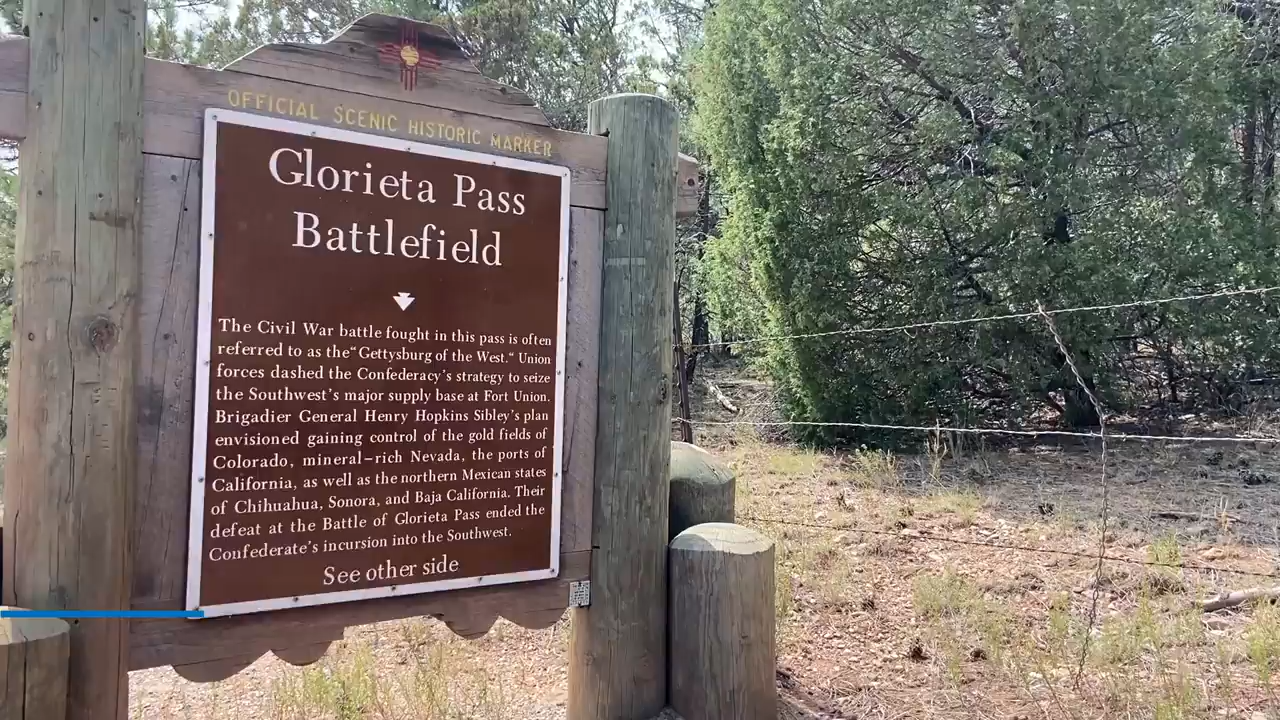 OFFICIAL SCENIC HISTORIC MARKER
Glorieta Pass
Battlefield
The Civil War battle fought in this pass is often
referred to as the "Gettysburg of the West." Union
forces dashed the Confederacy's strategy to seize
the Southwest's major supply base at Fort Union.
Brigadier General Henry Hopkins Sibley's plan
envisioned gaining control of the gold fields of
Colorado, mineral-rich Nevada, the ports of
California, as well as the northern Mexican states
of Chihuahua, Sonora, and Baja California. Their
defeat at the Battle of Glorieta Pass ended the
Confederate's incursion into the Southwest.
See other side